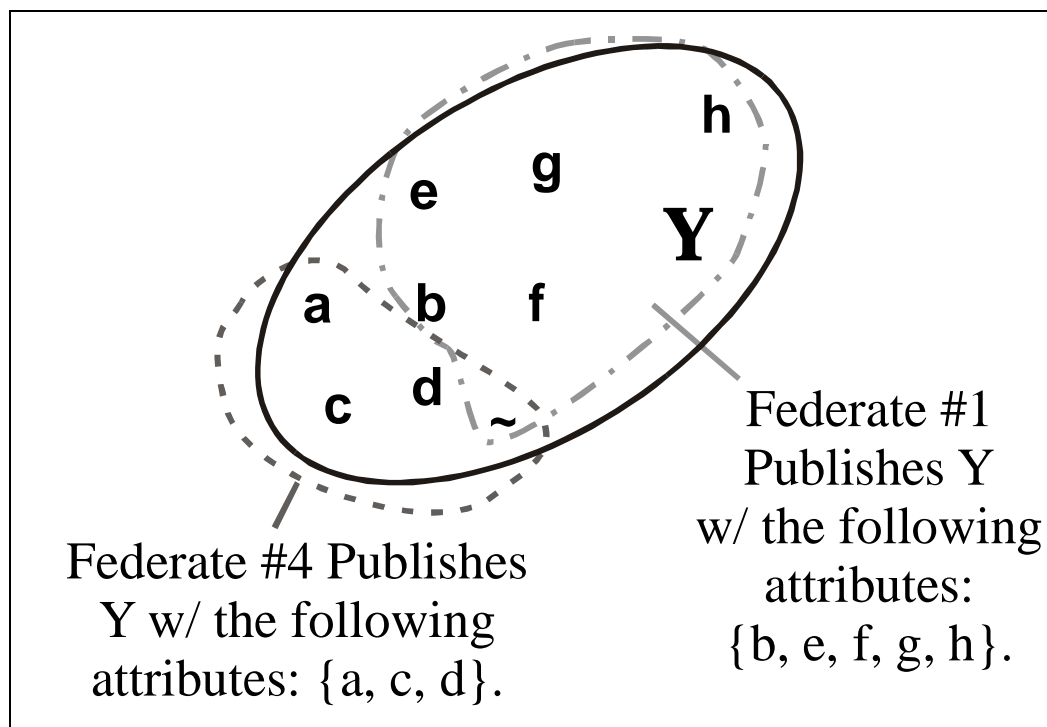 h
g
e
Y
a
b
f
d
c
~
Federate #1
Publishes Y
w/ the following
attributes:
{b, e, f, g, h}.
Federate #4 Publishes
Y w/ the following
attributes: {a, c, d}.